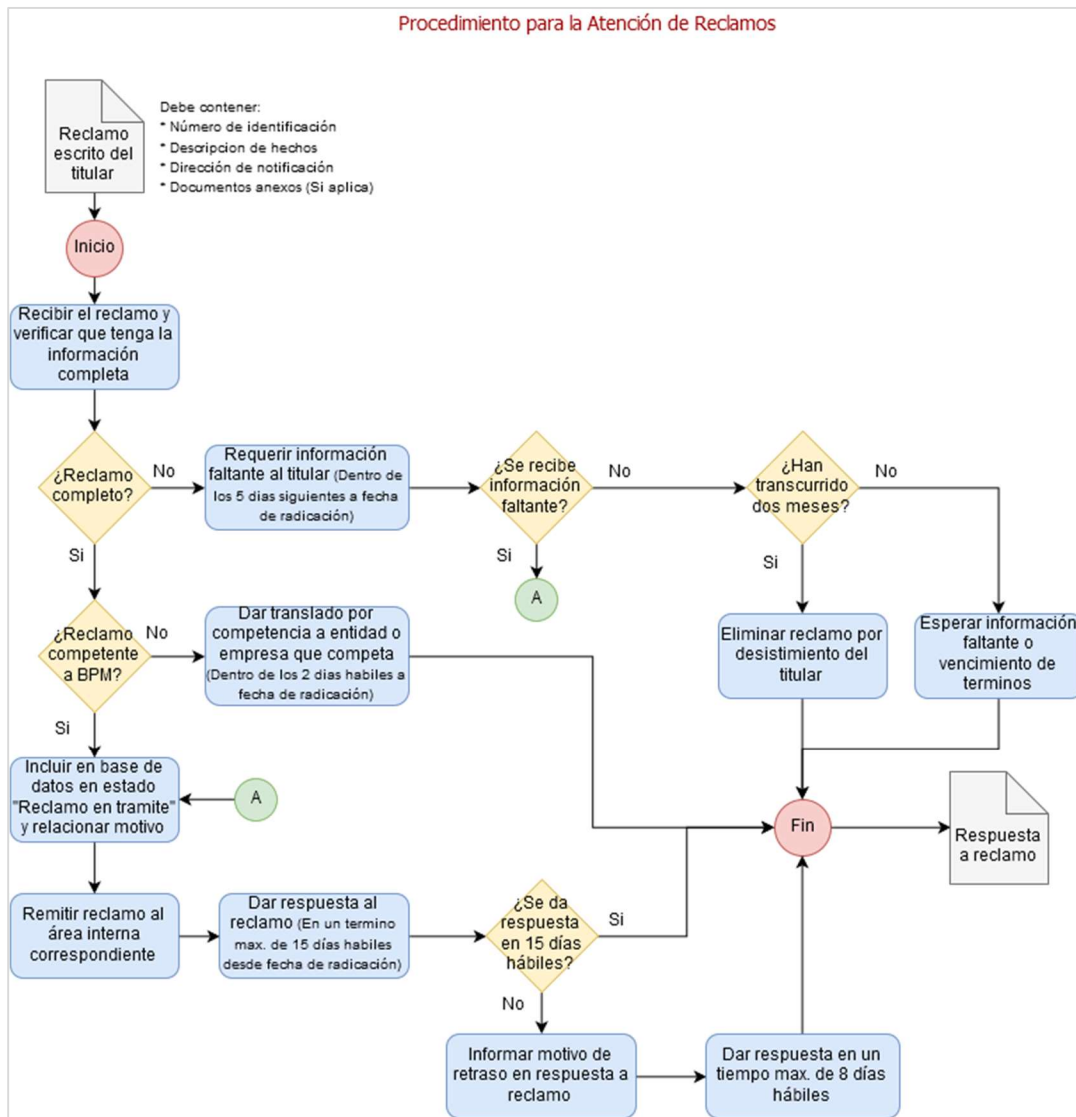 Procedimiento para la Atención de Reclamos
Reclamo
escrito del
titular
Debe contener:
* Número de identificación
* Descripcion de hechos
* Dirección de notificación
* Documentos anexos (Si aplica)
Inicio
Recibir el reclamo y
verificar que tenga la
información
completa
¿Reclamo
completo?
No
Requerir información
faltante al titular (Dentro de
los 5 dias siguientes a fecha
de radicación)
¿Se recibe
información
faltante?
No
¿Han
transcurrido
dos meses?
No
Si
Si
A
Si
¿Reclamo
competente
a BPM?
No
Dar translado por
competencia a entidad o
empresa que competa
(Dentro de los 2 dias habiles a
fecha de radicación)
Eliminar reclamo por
desistimiento del
titular
Esperar información
faltante o
vencimiento de
terminos
Si
Incluir en base de
datos en estado
"Reclamo en tramite"
y relacionar motivo
A
Fin
Respuesta
a reclamo
Remitir reclamo al
área interna
correspondiente
Dar respuesta al
reclamo (En un termino
max. de 15 días habiles
desde fecha de radicación)
¿Se da
respuesta
en 15 días
hábiles?
Si
No
Informar motivo de
retraso en respuesta a
reclamo
Dar respuesta en un
tiempo max. de 8 días
hábiles